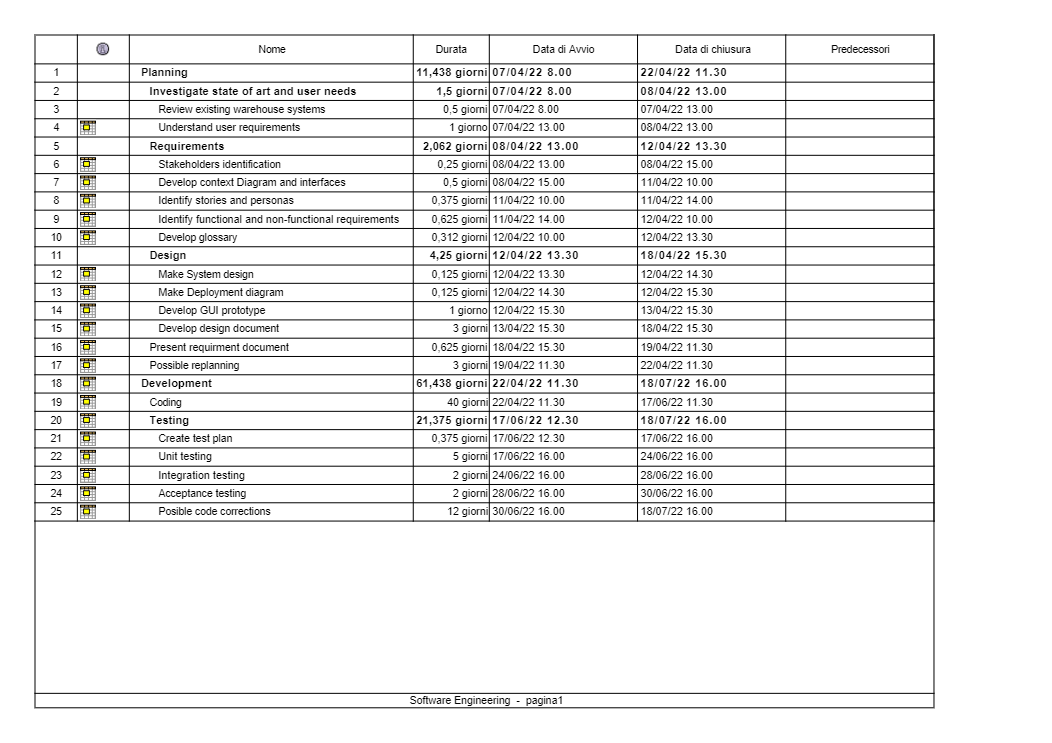 Nome Durata Data di Avvio Data di chiusura Predecessori
1 Planning 11,438 giorni 07/04/22 8.00 22/04/22 11.30
2 Investigate state of art and user needs 1,5 giorni 07/04/22 8.00 08/04/22 13.00
3 Review existing warehouse systems 0,5 giorni 07/04/22 8.00 07/04/22 13.00
4 Understand user requirements 1 giorno 07/04/22 13.00 08/04/22 13.00
5 Requirements 2,062 giorni 08/04/22 13.00 12/04/22 13.30
6 Stakeholders identification 0,25 giorni 08/04/22 13.00 08/04/22 15.00
7 Develop context Diagram and interfaces 0,5 giorni 08/04/22 15.00 11/04/22 10.00
8 Identify stories and personas 0,375 giorni 11/04/22 10.00 11/04/22 14.00
9 Identify functional and non-functional requirements 0,625 giorni 11/04/22 14.00 12/04/22 10.00
10 Develop glossary 0,312 giorni 12/04/22 10.00 12/04/22 13.30
11 Design 4,25 giorni 12/04/22 13.30 18/04/22 15.30
12 Make System design 0,125 giorni 12/04/22 13.30 12/04/22 14.30
13 Make Deployment diagram 0,125 giorni 12/04/22 14.30 12/04/22 15.30
14 Develop GUI prototype 1 giorno 12/04/22 15.30 13/04/22 15.30
15 Develop design document 3 giorni 13/04/22 15.30 18/04/22 15.30
16 Present requirment document 0,625 giorni 18/04/22 15.30 19/04/22 11.30
17 Possible replanning 3 giorni 19/04/22 11.30 22/04/22 11.30
18 Development 61,438 giorni 22/04/22 11.30 18/07/22 16.00
19 Coding 40 giorni 22/04/22 11.30 17/06/22 11.30
20 Testing 21,375 giorni 17/06/22 12.30 18/07/22 16.00
21 Create test plan 0,375 giorni 17/06/22 12.30 17/06/22 16.00
22 Unit testing 5 giorni 17/06/22 16.00 24/06/22 16.00
23 Integration testing 2 giorni 24/06/22 16.00 28/06/22 16.00
24 Acceptance testing 2 giorni 28/06/22 16.00 30/06/22 16.00
25 Posible code corrections 12 giorni 30/06/22 16.00 18/07/22 16.00
Software Engineering - pagina1